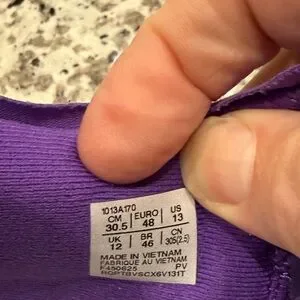 1013A170
CM EURO US
30.5 48 13
UK BR CN
12 46 305(2.5)
MADE IN VIETNAM
FABRIQUE AU VIETNAM
F450625 PV
RQPTBVSCX6V131T